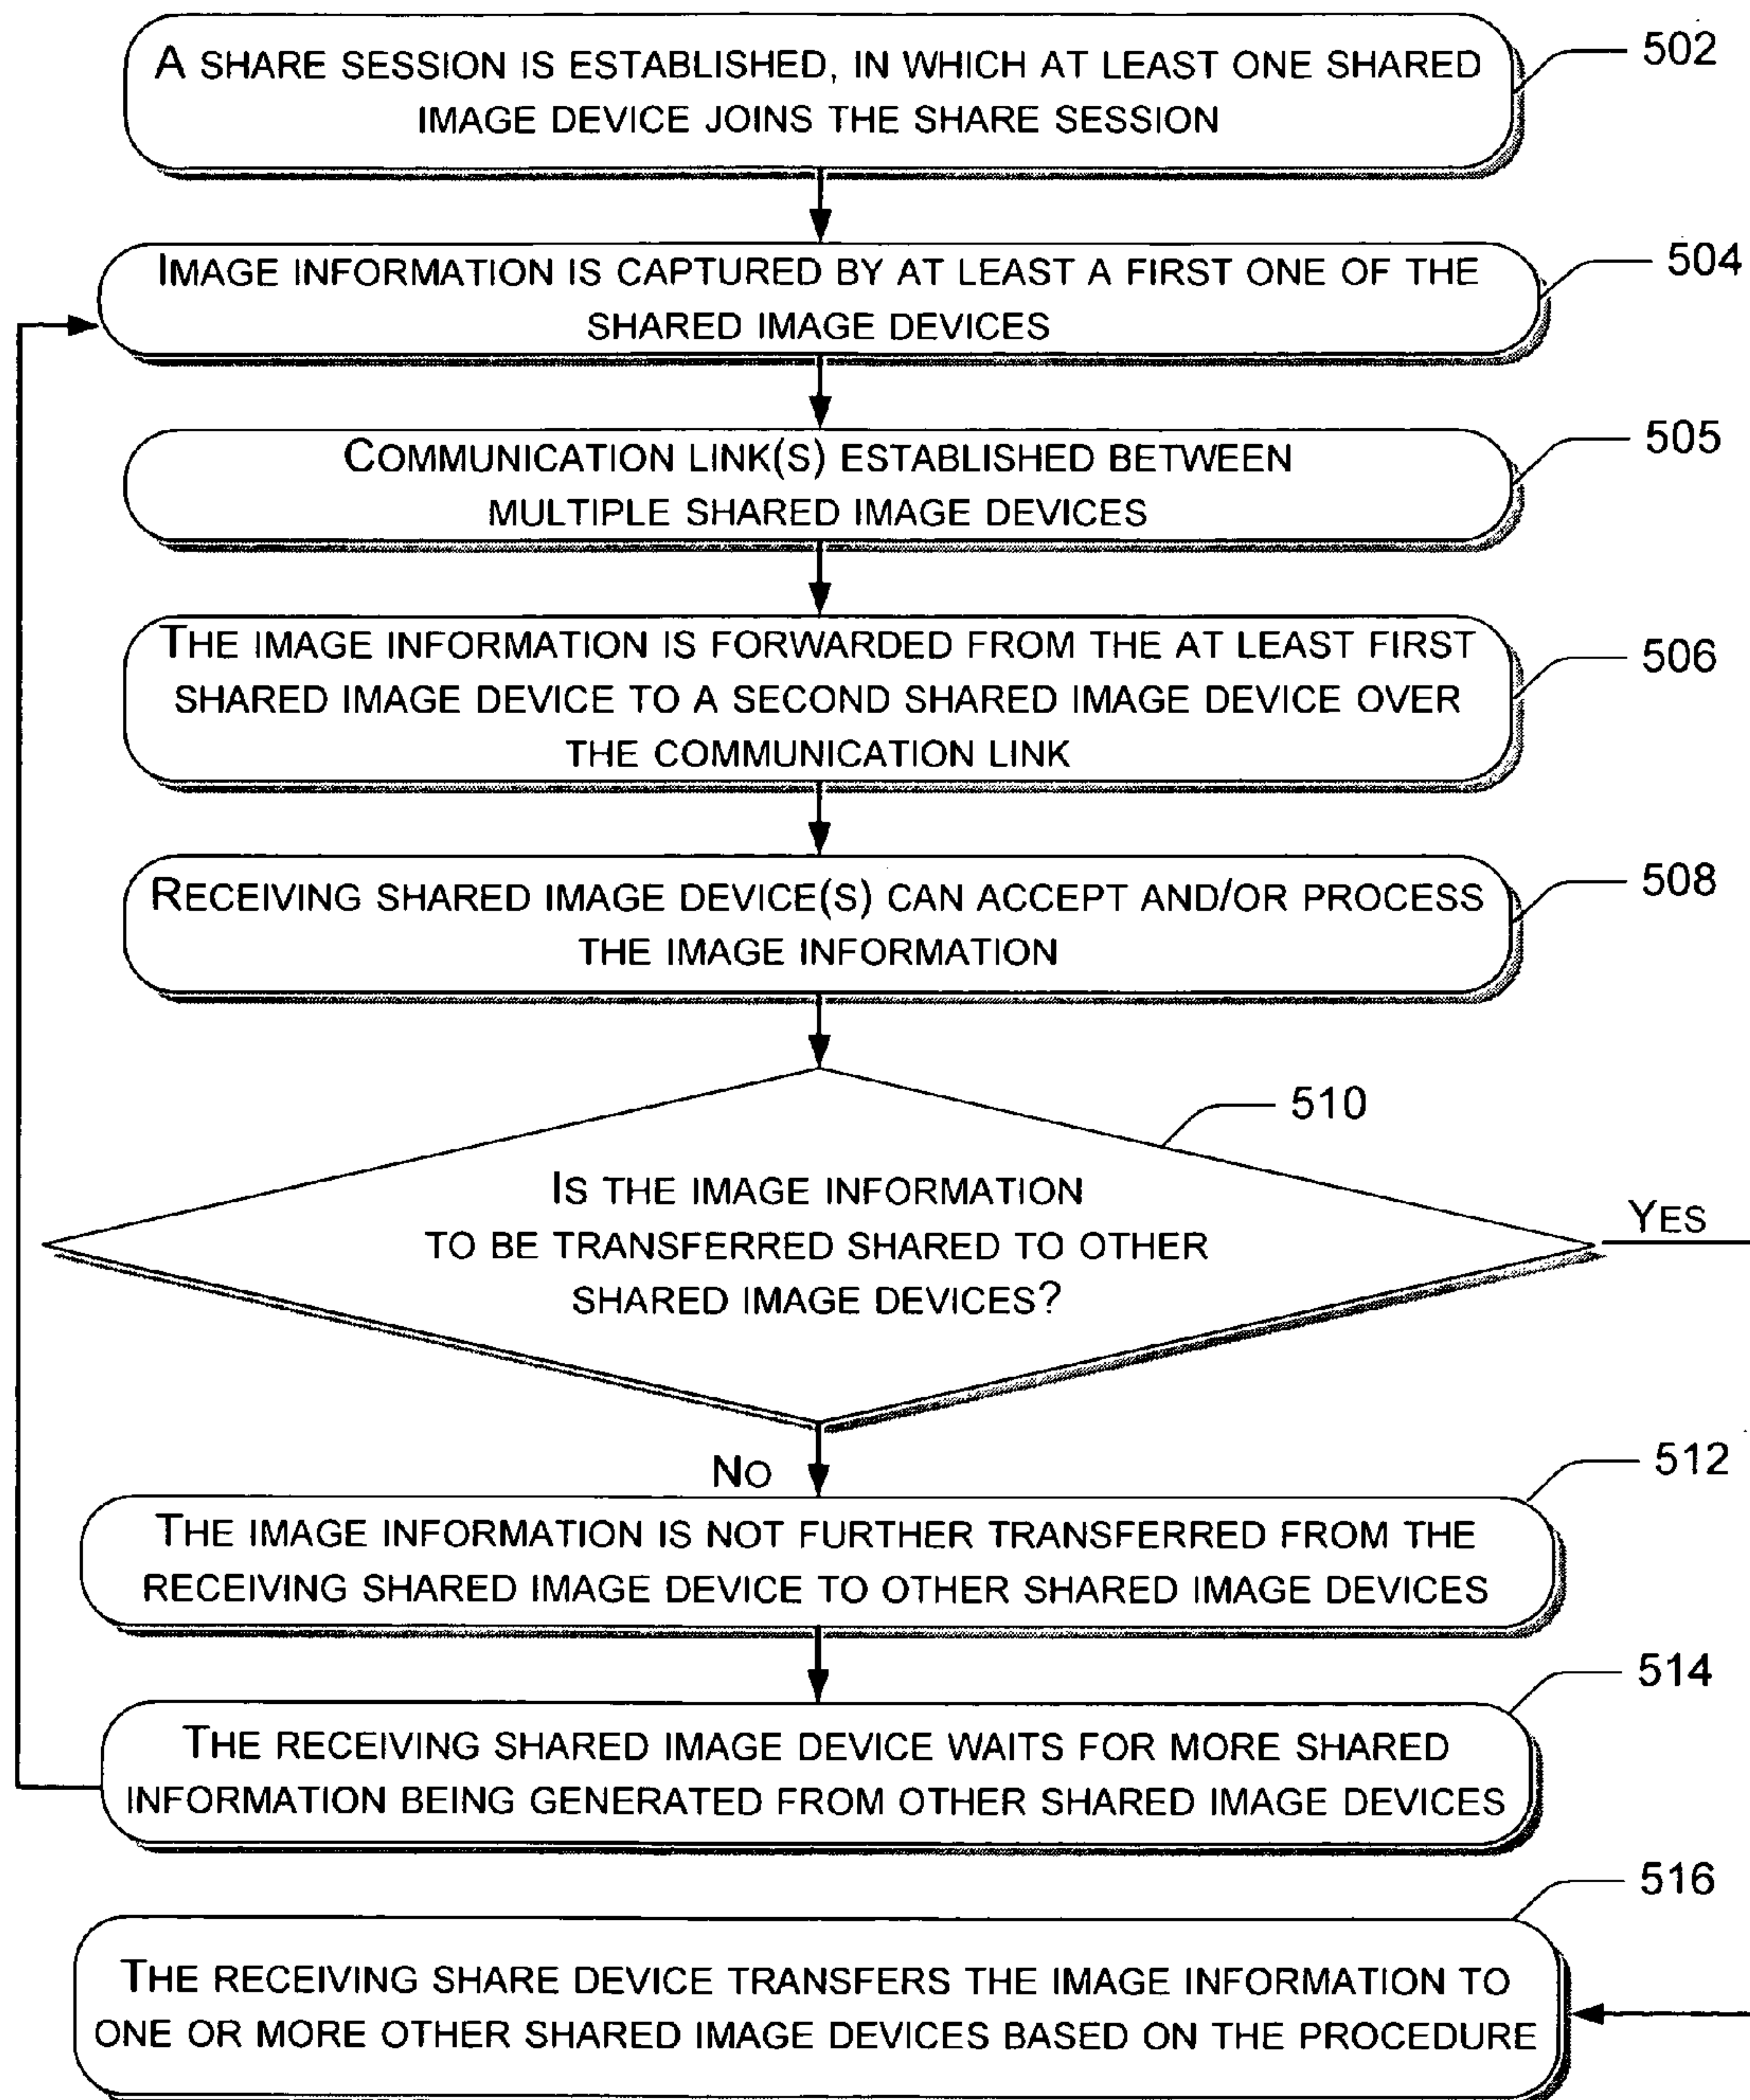 A SHARE SESSION IS ESTABLISHED, IN WHICH AT LEAST ONE SHARED
IMAGE DEVICE JOINS THE SHARE SESSION
502
IMAGE INFORMATION IS CAPTURED BY AT LEAST A FIRST ONE OF THE
SHARED IMAGE DEVICES
504
COMMUNICATION LINK(S) ESTABLISHED BETWEEN
MULTIPLE SHARED IMAGE DEVICES
505
THE IMAGE INFORMATION IS FORWARDED FROM THE AT LEAST FIRST
SHARED IMAGE DEVICE TO A SECOND SHARED IMAGE DEVICE OVER
THE COMMUNICATION LINK
506
RECEIVING SHARED IMAGE DEVICE(S) CAN ACCEPT AND/OR PROCESS
THE IMAGE INFORMATION
508
510
IS THE IMAGE INFORMATION
TO BE TRANSFERRED SHARED TO OTHER
SHARED IMAGE DEVICES?
YES
NO
512
THE IMAGE INFORMATION IS NOT FURTHER TRANSFERRED FROM THE
RECEIVING SHARED IMAGE DEVICE TO OTHER SHARED IMAGE DEVICES
514
THE RECEIVING SHARED IMAGE DEVICE WAITS FOR MORE SHARED
INFORMATION BEING GENERATED FROM OTHER SHARED IMAGE DEVICES
516
THE RECEIVING SHARE DEVICE TRANSFERS THE IMAGE INFORMATION TO
ONE OR MORE OTHER SHARED IMAGE DEVICES BASED ON THE PROCEDURE